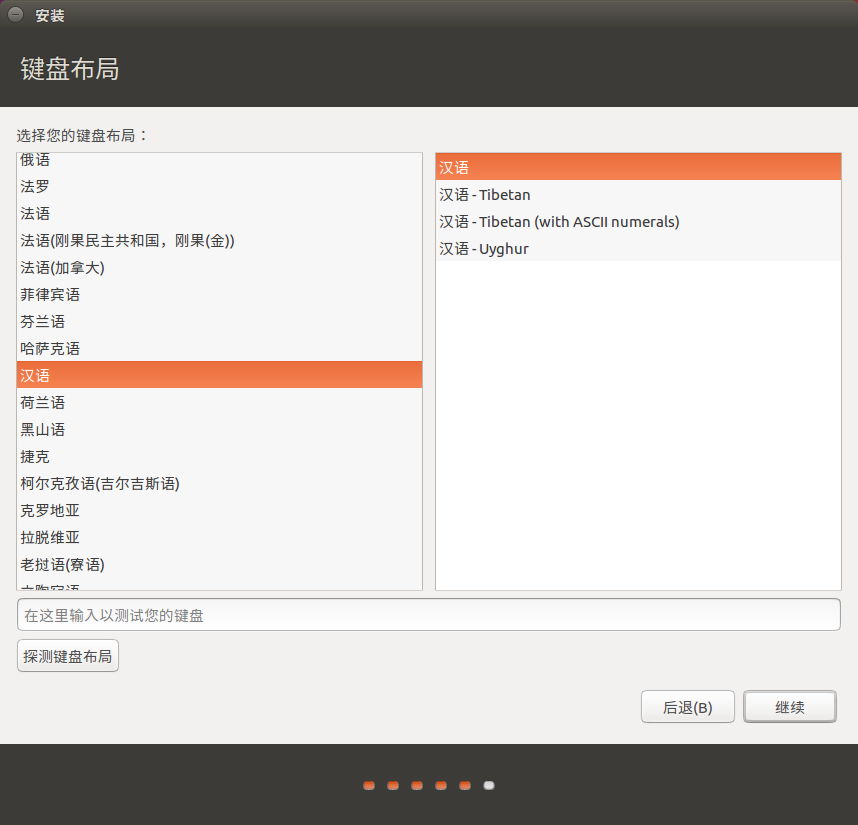 安装
键盘布局
选择您的键盘布局：
俄语
法罗
法语
法语(刚果民主共和国，刚果(金))
法语(加拿大)
菲律宾语
芬兰语
哈萨克语
汉语
荷兰语
黑山语
捷克
柯尔克孜语(吉尔吉斯语)
克罗地亚
拉脱维亚
老挝语(寮语)
汉语
汉语 - Tibetan
汉语 - Tibetan (with ASCII numerals)
汉语 - Uyghur
在这里输入以测试您的键盘
探测键盘布局
后退(B)
继续